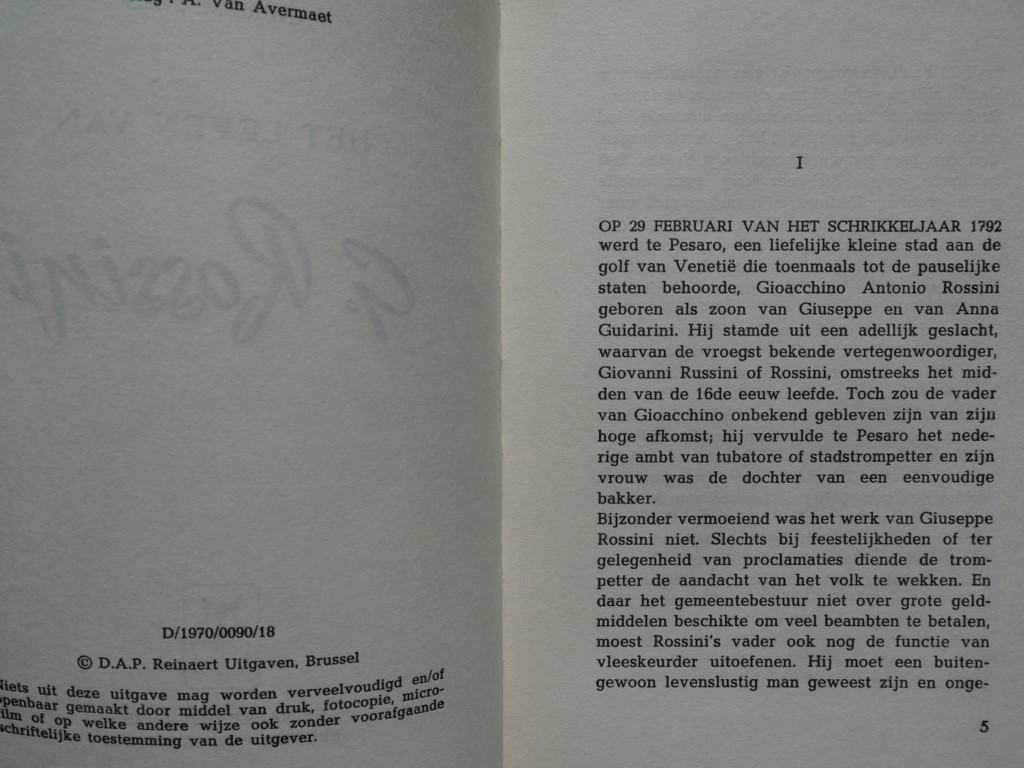 : A. Van Avermaet
HET LEVEN VAN
G. Rossini
D/1970/0090/18
© D.A.P. Reinaert Uitgaven, Brussel
Niets uit deze uitgave mag worden verveelvoudigd en/of
openbaar gemaakt door middel van druk, fotocopie, micro-
film of op welke andere wijze ook zonder voorafgaande
schriftelijke toestemming van de uitgever.
I
OP 29 FEBRUARI VAN HET SCHRIKKELJAAR 1792
werd te Pesaro, een liefelijke kleine stad aan de
golf van Venetië die toenmaals tot de pauselijke
staten behoorde, Gioacchino Antonio Rossini
geboren als zoon van Giuseppe en van Anna
Guidarini. Hij stamde uit een adellijk geslacht,
waarvan de vroegst bekende vertegenwoordiger,
Giovanni Russini of Rossini, omstreeks het mid-
den van de 16de eeuw leefde. Toch zou de vader
van Gioacchino onbekend gebleven zijn van zijn
hoge afkomst; hij vervulde te Pesaro het nede-
rige ambt van tubatore of stadstrompetter en zijn
vrouw was de dochter van een eenvoudige
bakker.
Bijzonder vermoeiend was het werk van Giuseppe
Rossini niet. Slechts bij feestelijkheden of ter
gelegenheid van proclamaties diende de trom-
petter de aandacht van het volk te wekken. En
daar het gemeentebestuur niet over grote geld-
middelen beschikte om veel beambten te betalen,
moest Rossini's vader ook nog de functie van
vleeskeurder uitoefenen. Hij moet een buiten-
gewoon levenslustig man geweest zijn en onge-
5